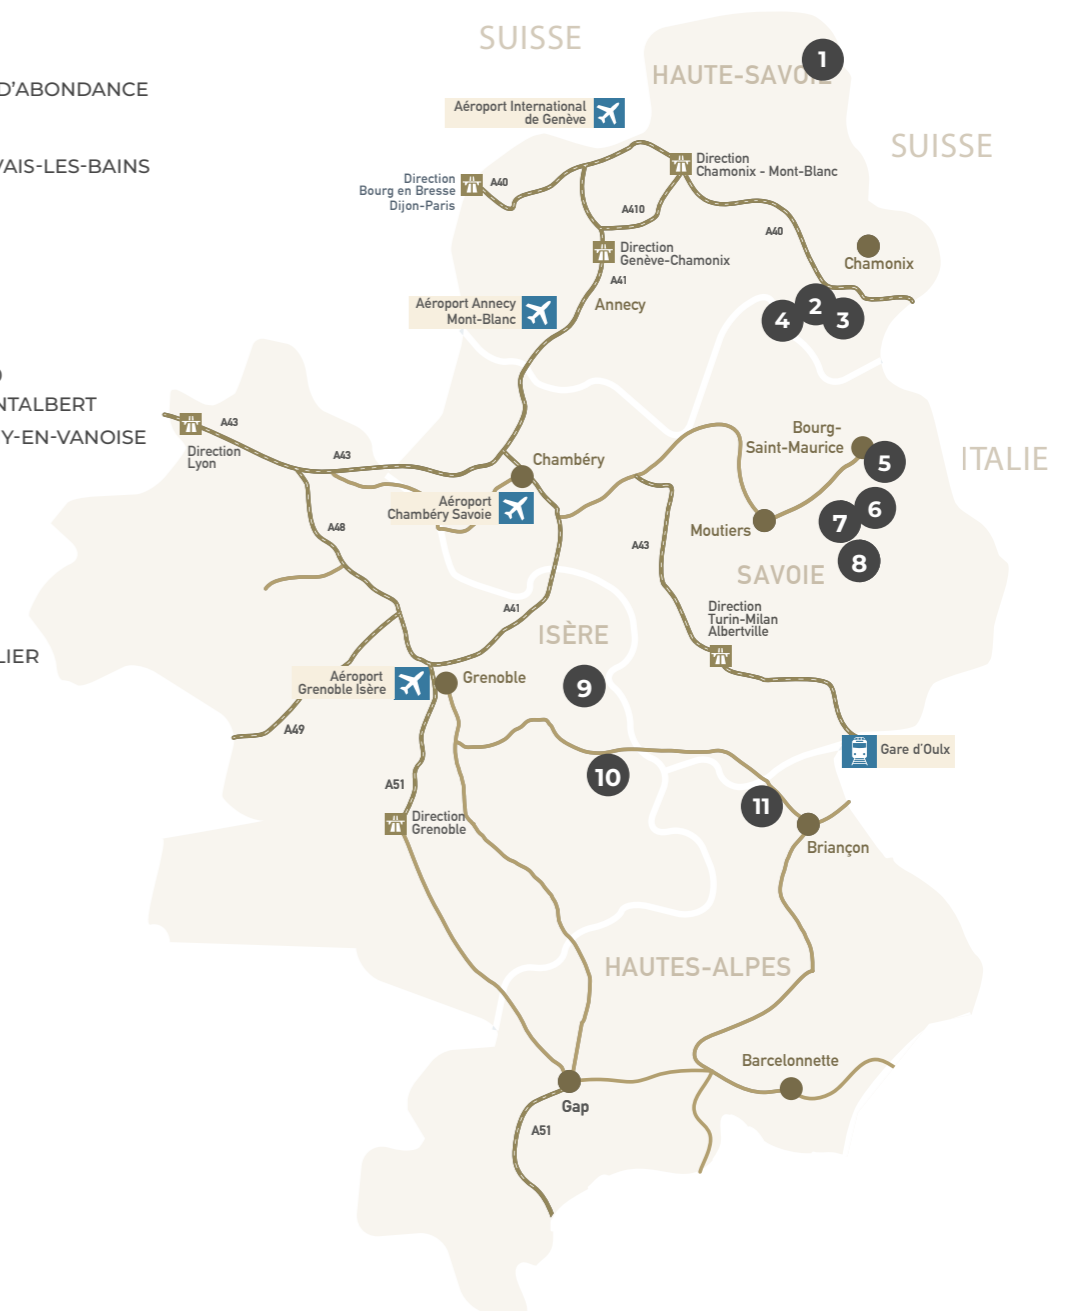 SUISSE
HAUTE-SAVOIE
1
D'ABONDANCE
Aéroport International
de Genève
SUISSE
VAIS-LES-BAINS
Direction
Chamonix - Mont-Blanc
Direction
Bourg en Bresse
Dijon-Paris
A40
A410
A40
Direction
Genève-Chamonix
Chamonix
A41
Aéroport Annecy
Mont-Blanc
Annecy
4
2
3
NTALBERT
Y-EN-VANOISE
A43
Direction
Lyon
A43
Chambéry
Bourg-
Saint-Maurice
5
ITALIE
Aéroport
Chambéry Savoie
A48
Moutiers
7
6
8
A43
SAVOIE
A41
ISÈRE
Direction
Turin-Milan
Albertville
LIER
Aéroport
Grenoble Isère
Grenoble
9
A49
Gare d'Oulx
10
A51
11
Direction
Grenoble
Briançon
HAUTES-ALPES
Barcelonnette
Gap
A51